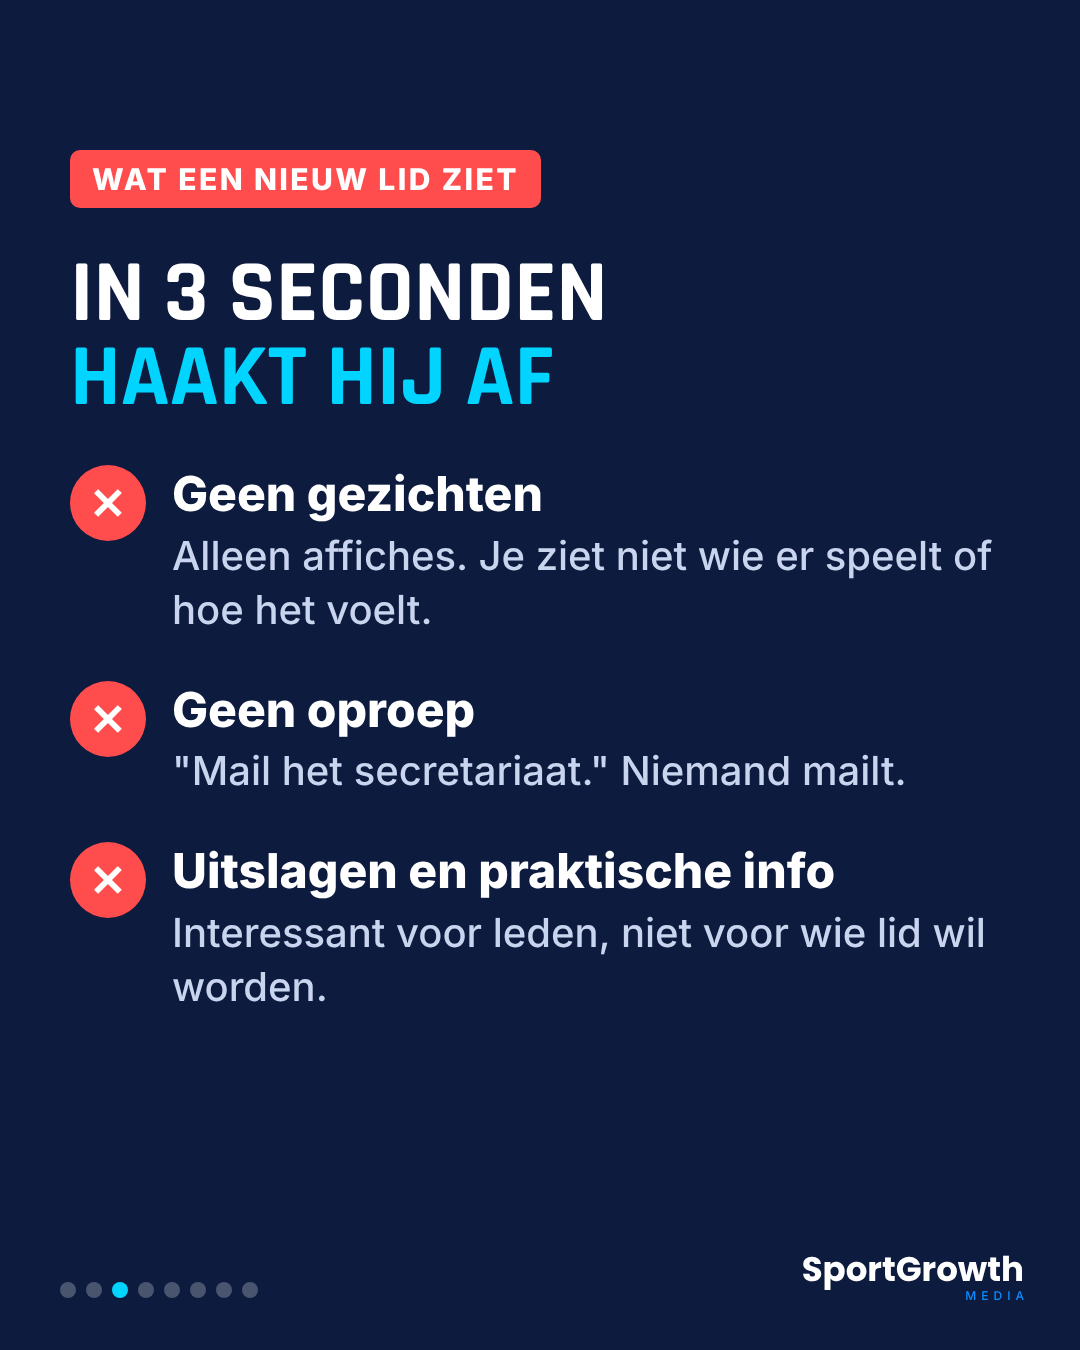 WAT EEN NIEUW LID ZIET
IN 3 SECONDEN
HAAKT HIJ AF
Geen gezichten
Alleen affiches. Je ziet niet wie er speelt of
hoe het voelt.
Geen oproep
"Mail het secretariaat." Niemand mailt.
Uitslagen en praktische info
Interessant voor leden, niet voor wie lid wil
worden.
SportGrowth
MEDIA